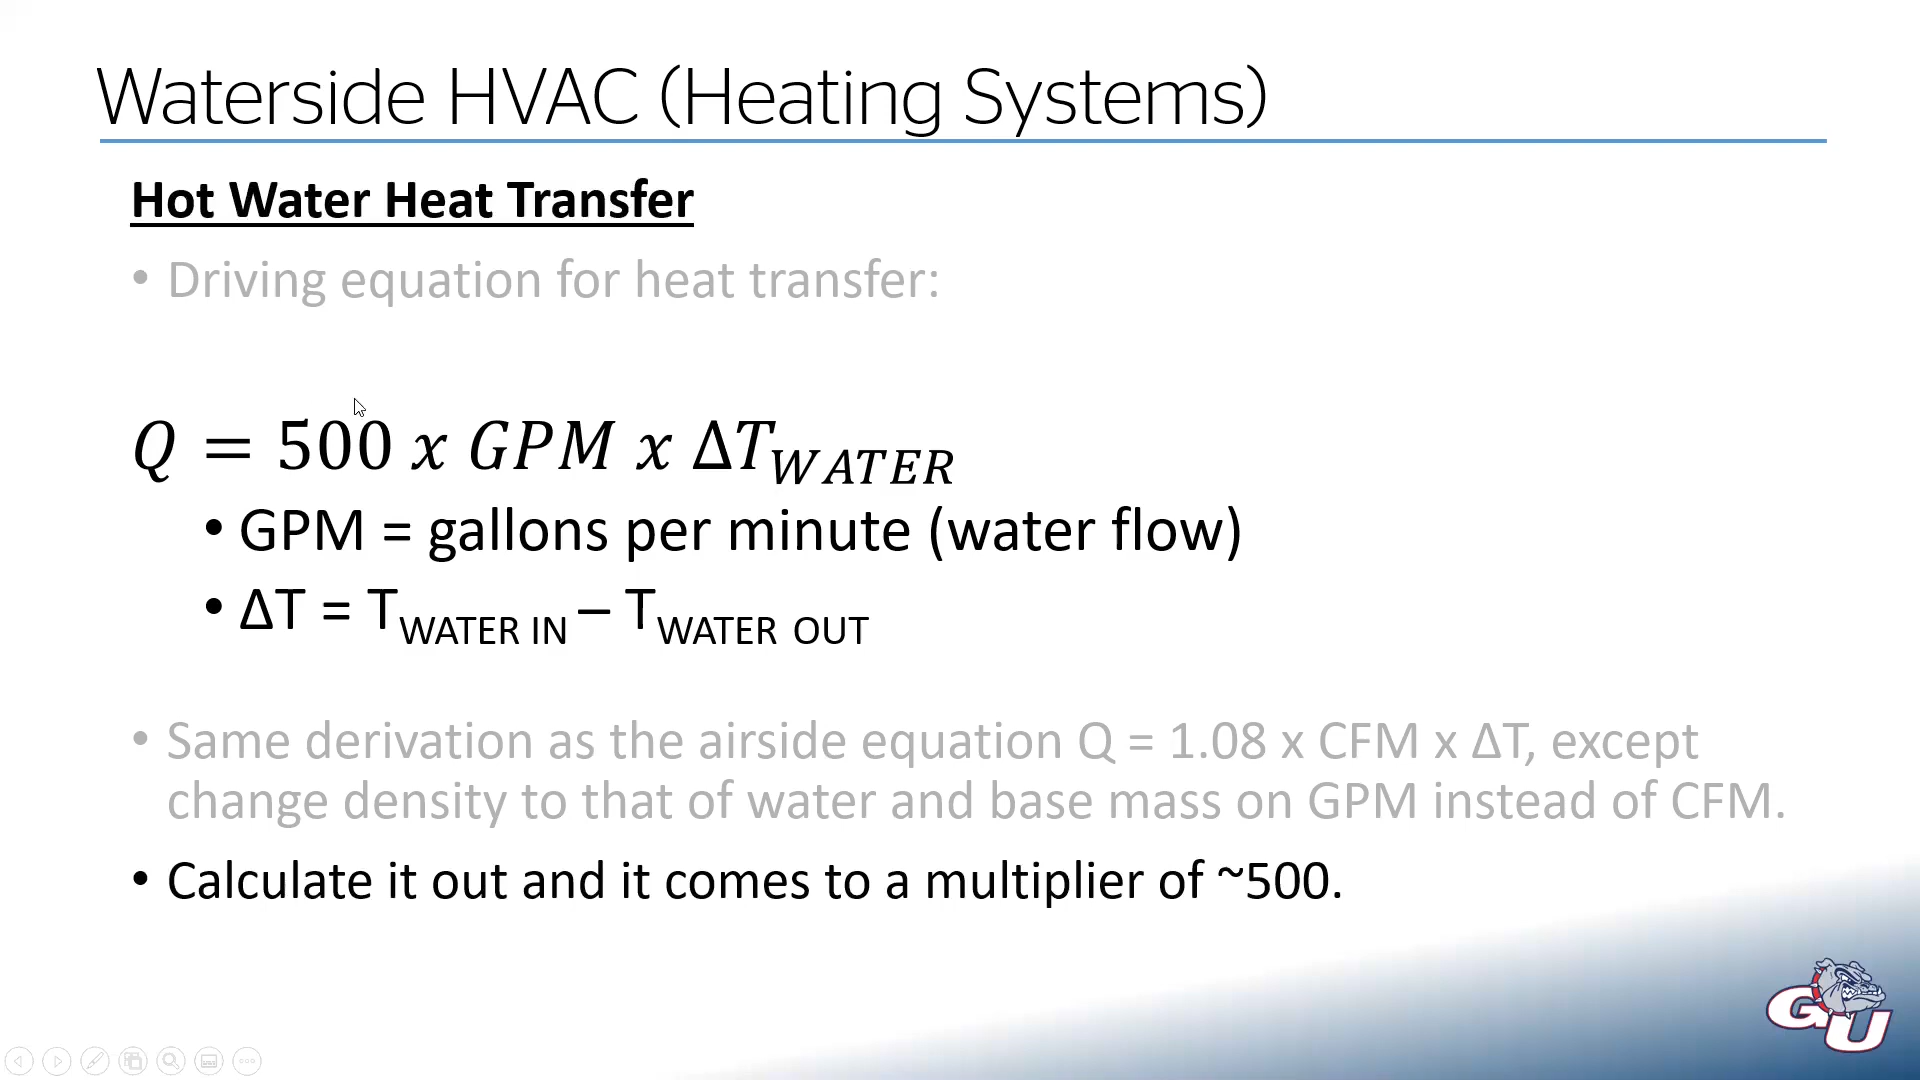 Waterside HVAC (Heating Systems)
Hot Water Heat Transfer
• Driving equation for heat transfer:
Q = 500 x GPM x ΔT_WATER
• GPM = gallons per minute (water flow)
• ΔT = T_WATER IN – T_WATER OUT
• Same derivation as the airside equation Q = 1.08 x CFM x ΔT, except
change density to that of water and base mass on GPM instead of CFM.
• Calculate it out and it comes to a multiplier of ~500.
GU